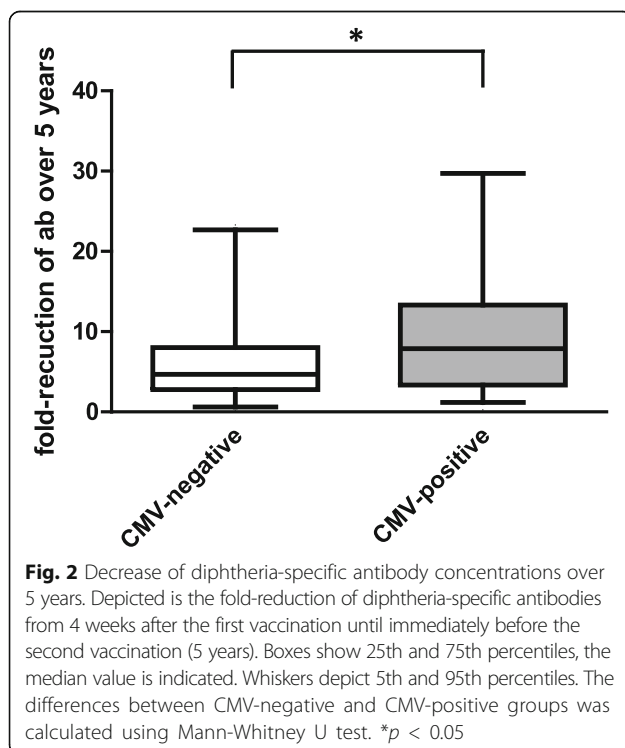 *
40
30
20
10
0
fold-recuction of ab over 5 years
CMV-negative
CMV-positive
Fig. 2 Decrease of diphtheria-specific antibody concentrations over
5 years. Depicted is the fold-reduction of diphtheria-specific antibodies
from 4 weeks after the first vaccination until immediately before the
second vaccination (5 years). Boxes show 25th and 75th percentiles, the
median value is indicated. Whiskers depict 5th and 95th percentiles. The
differences between CMV-negative and CMV-positive groups was
calculated using Mann-Whitney U test. *p < 0.05